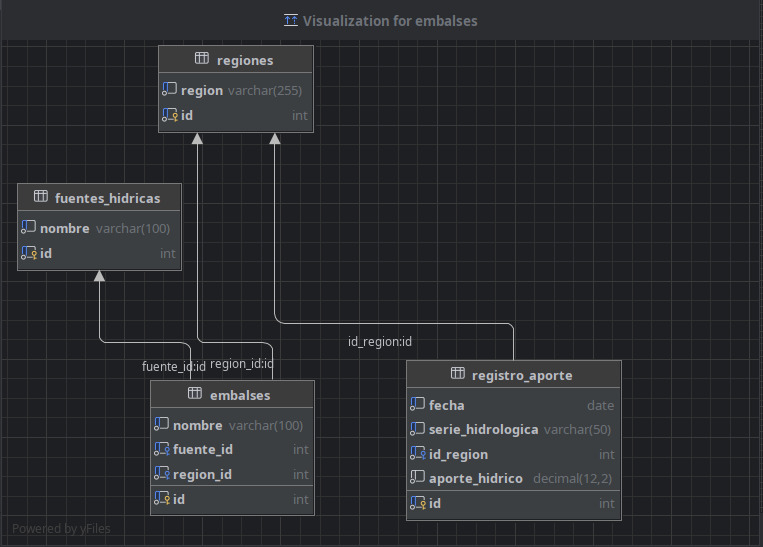 Visualization for embalses
regiones
region varchar(255)
id int
fuentes_hidricas
nombre varchar(100)
id int
fuente_id:id
region_id:id
id_region:id
embalses
nombre varchar(100)
fuente_id int
region_id int
id int
registro_aporte
fecha date
serie_hidrologica varchar(50)
id_region int
aporte_hidrico decimal(12,2)
id int
Powered by yFiles